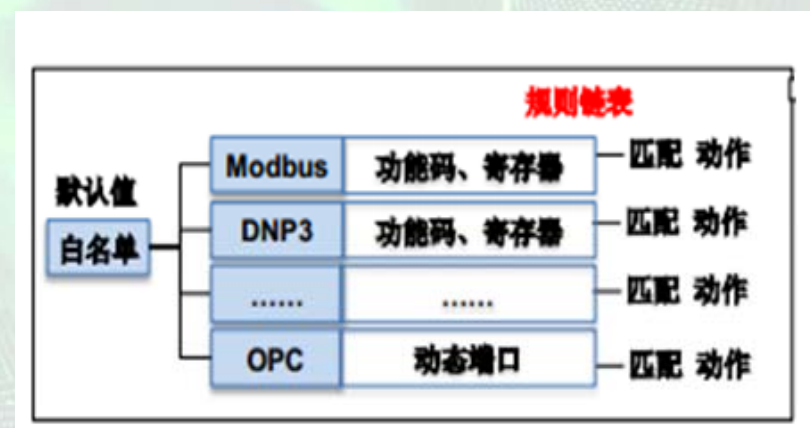 规则链表
默认值
白名单
Modbus 功能码、寄存器 匹配 动作
DNP3 功能码、寄存器 匹配 动作
...... ...... 匹配 动作
OPC 动态端口 匹配 动作